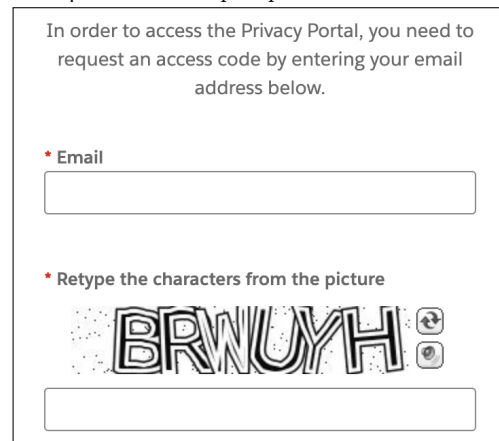 In order to access the Privacy Portal, you need to
request an access code by entering your email
address below.
* Email
* Retype the characters from the picture
BRWUYH